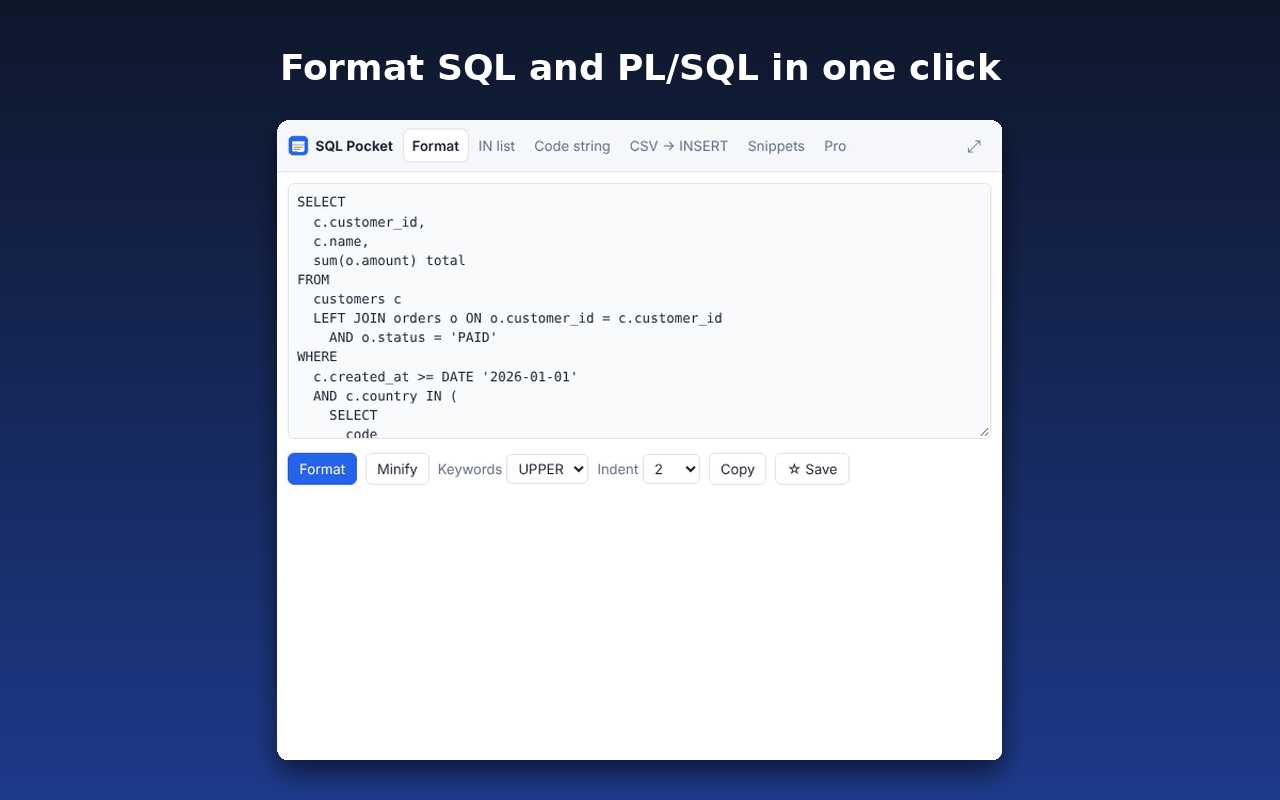 Format SQL and PL/SQL in one click
SQL Pocket Format IN list Code string CSV → INSERT Snippets Pro
SELECT
  c.customer_id,
  c.name,
  sum(o.amount) total
FROM
  customers c
  LEFT JOIN orders o ON o.customer_id = c.customer_id
    AND o.status = 'PAID'
WHERE
  c.created_at >= DATE '2026-01-01'
  AND c.country IN (
    SELECT
      code
Format Minify Keywords UPPER Indent 2 Copy ☆ Save